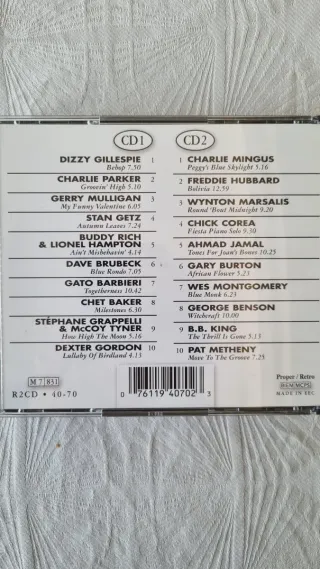 CD1
DIZZY GILLESPIE 1
Bebop 7.50
CHARLIE PARKER 2
Groovin' High 5.10
GERRY MULLIGAN 3
My Funny Valentine 6.05
STAN GETZ 4
Autumn Leaves 7.24
BUDDY RICH
& LIONEL HAMPTON 5
Ain't Misbehavin' 4.14
DAVE BRUBECK 6
Blue Rondo 7.05
GATO BARBIERI 7
Togetherness 10.42
CHET BAKER 8
Milestones 6.30
STÉPHANE GRAPPELLI
& McCOY TYNER 9
How High The Moon 5.16
DEXTER GORDON 10
Lullaby Of Birdland 4.13
CD2
1 CHARLIE MINGUS
Peggy's Blue Skylight 5.16
2 FREDDIE HUBBARD
Bolivia 12.59
3 WYNTON MARSALIS
Round 'Bout Midnight 9.20
4 CHICK COREA
Fiesta Piano Solo 9.30
5 AHMAD JAMAL
Tones For Joan's Bones 10.25
6 GARY BURTON
African Flower 5.23
7 WES MONTGOMERY
Blue Monk 6.23
8 GEORGE BENSON
Witchcraft 10.00
9 B.B. KING
The Thrill Is Gone 5.13
10 PAT METHENY
Move To The Groove 7.25
M 7 831
R2CD • 40-70
0 76119 40702 3
Proper / Retro
MADE IN EEC